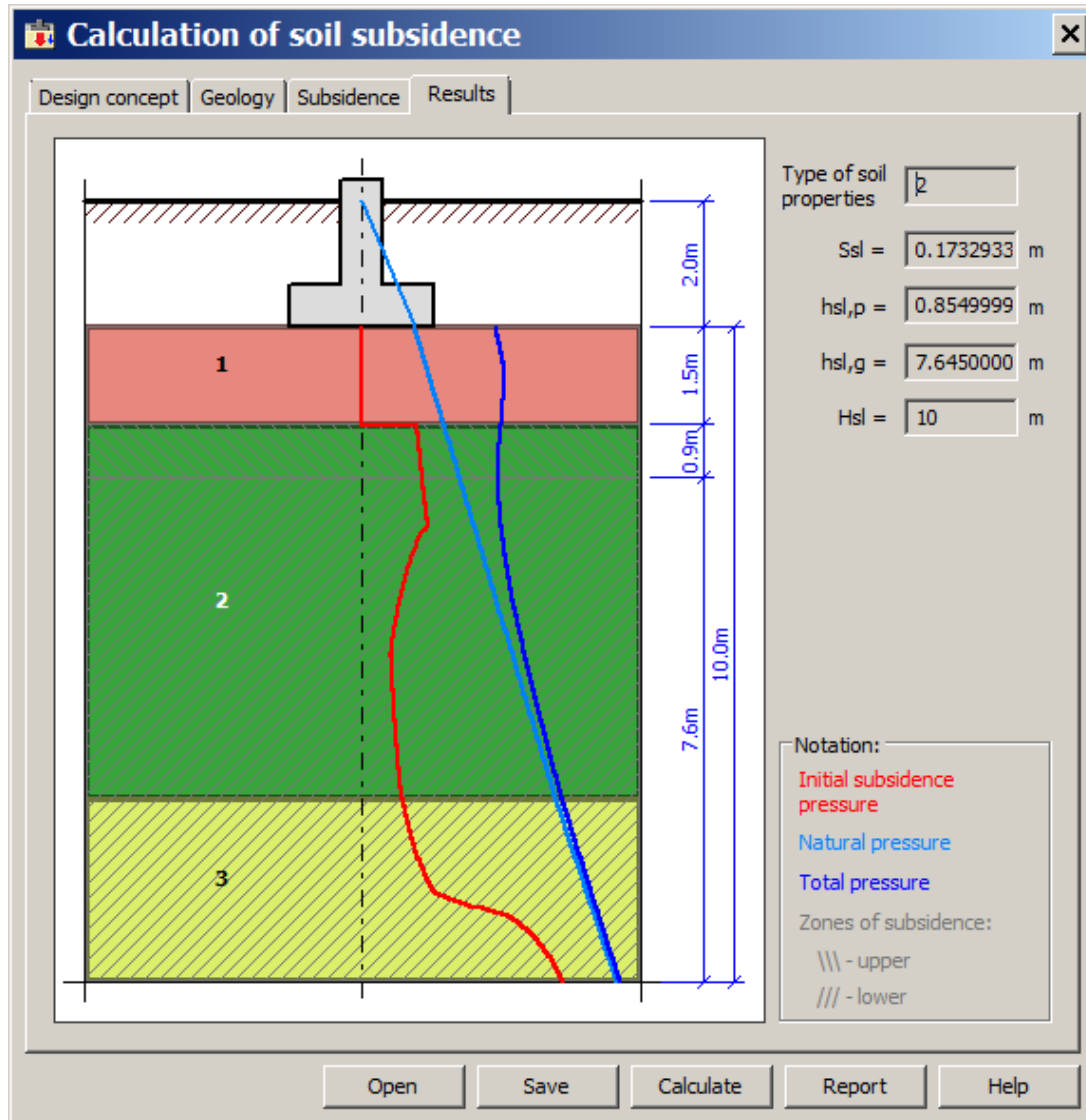 Calculation of soil subsidence
Design concept
Geology
Subsidence
Results
Type of soil
properties
2
Ssl =
0.1732933
m
hsl,p =
0.8549999
m
hsl,g =
7.6450000
m
Hsl =
10
m
2.0m
1
1.5m
0.9m
2
10.0m
7.6m
3
Notation:
Initial subsidence
pressure
Natural pressure
Total pressure
Zones of subsidence:
\\\ - upper
/// - lower
Open
Save
Calculate
Report
Help